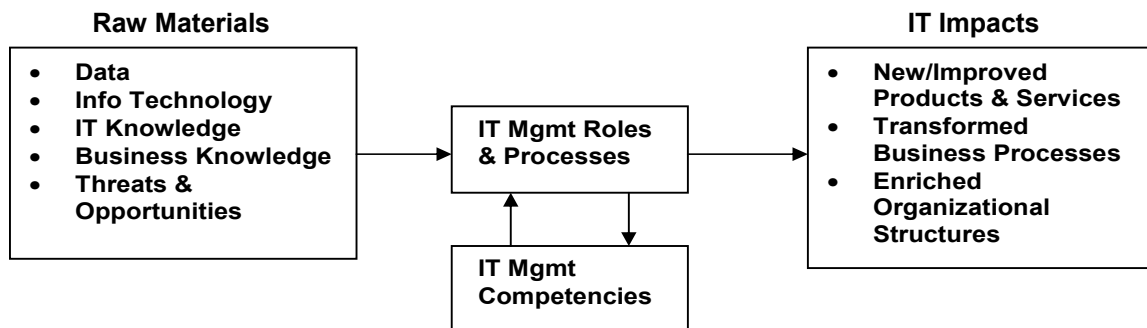 Raw Materials
• Data
• Info Technology
• IT Knowledge
• Business Knowledge
• Threats &
Opportunities
IT Mgmt Roles
& Processes
IT Mgmt
Competencies
IT Impacts
• New/Improved
Products & Services
• Transformed
Business Processes
• Enriched
Organizational
Structures